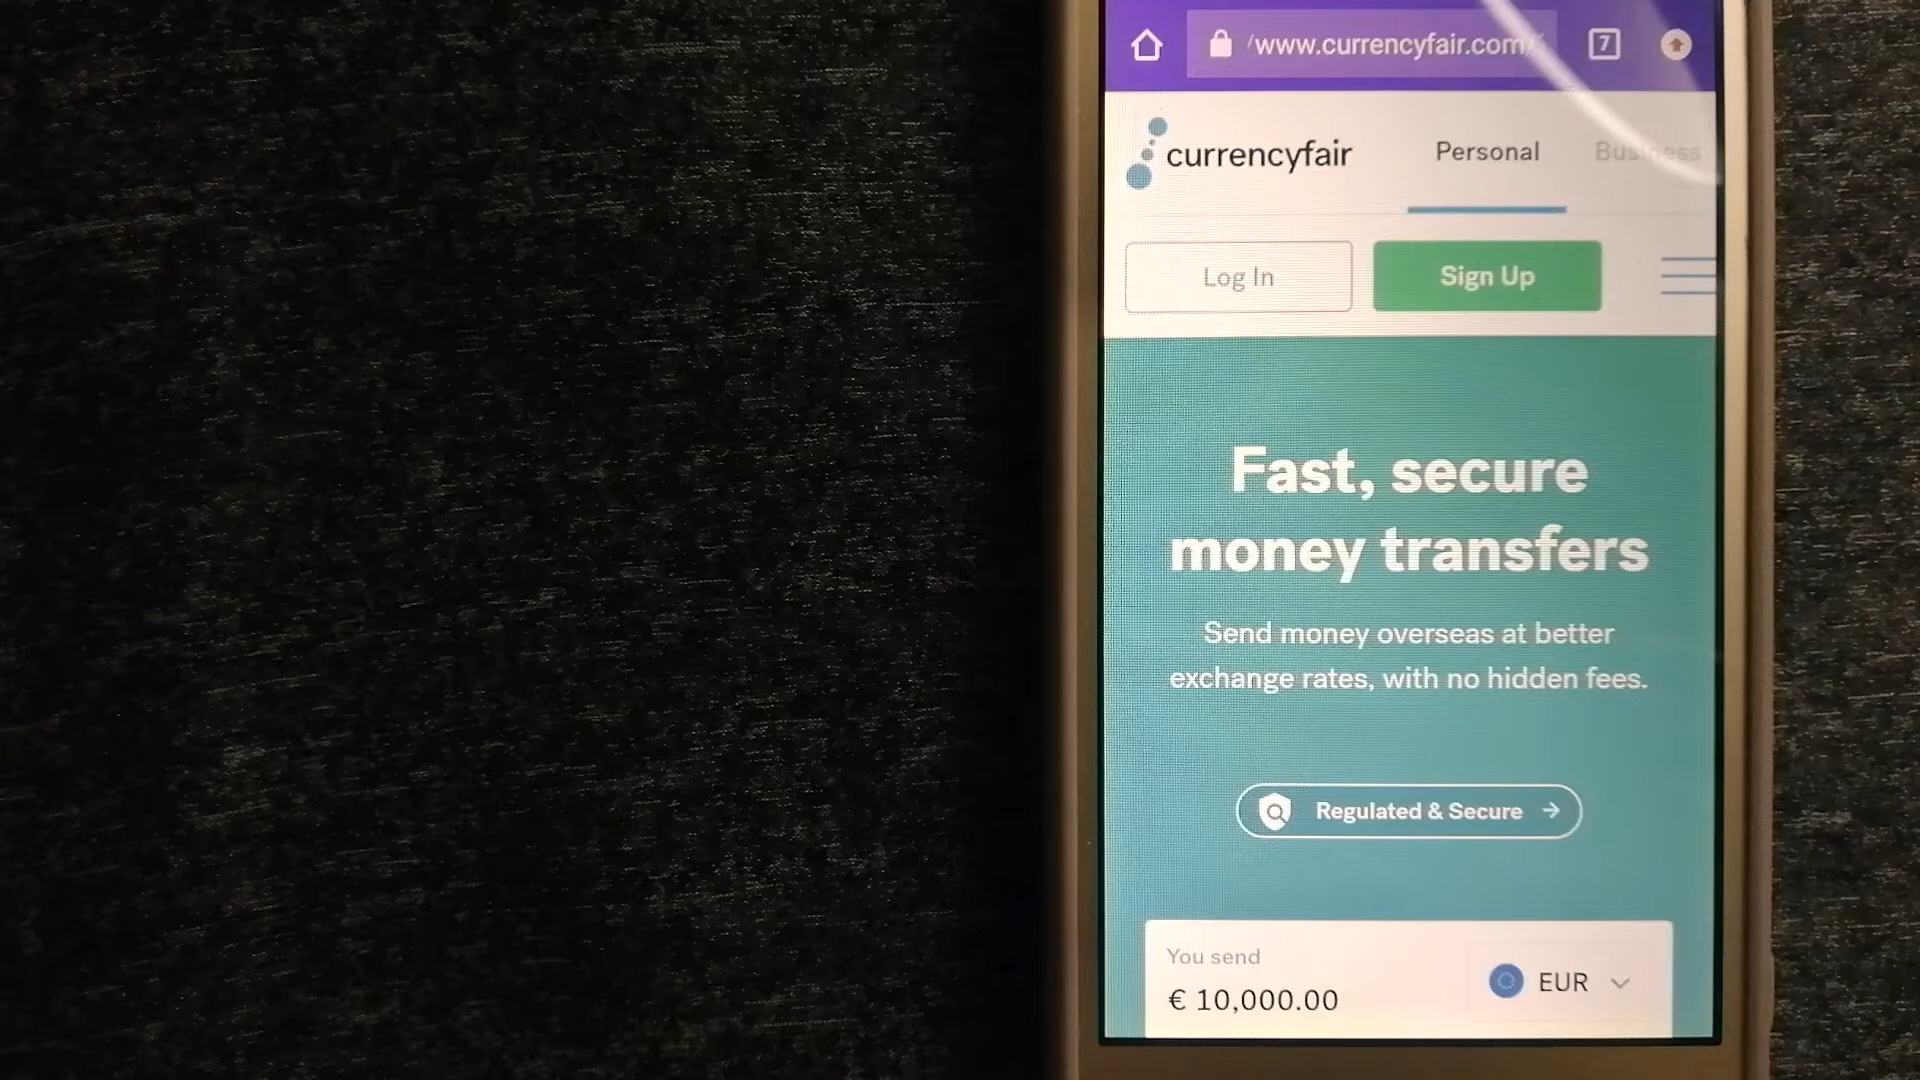 /www.currencyfair.com/
7
currencyfair
Personal
Business
Log In
Sign Up
Fast, secure
money transfers
Send money overseas at better
exchange rates, with no hidden fees.
Regulated & Secure →
You send
€ 10,000.00
EUR